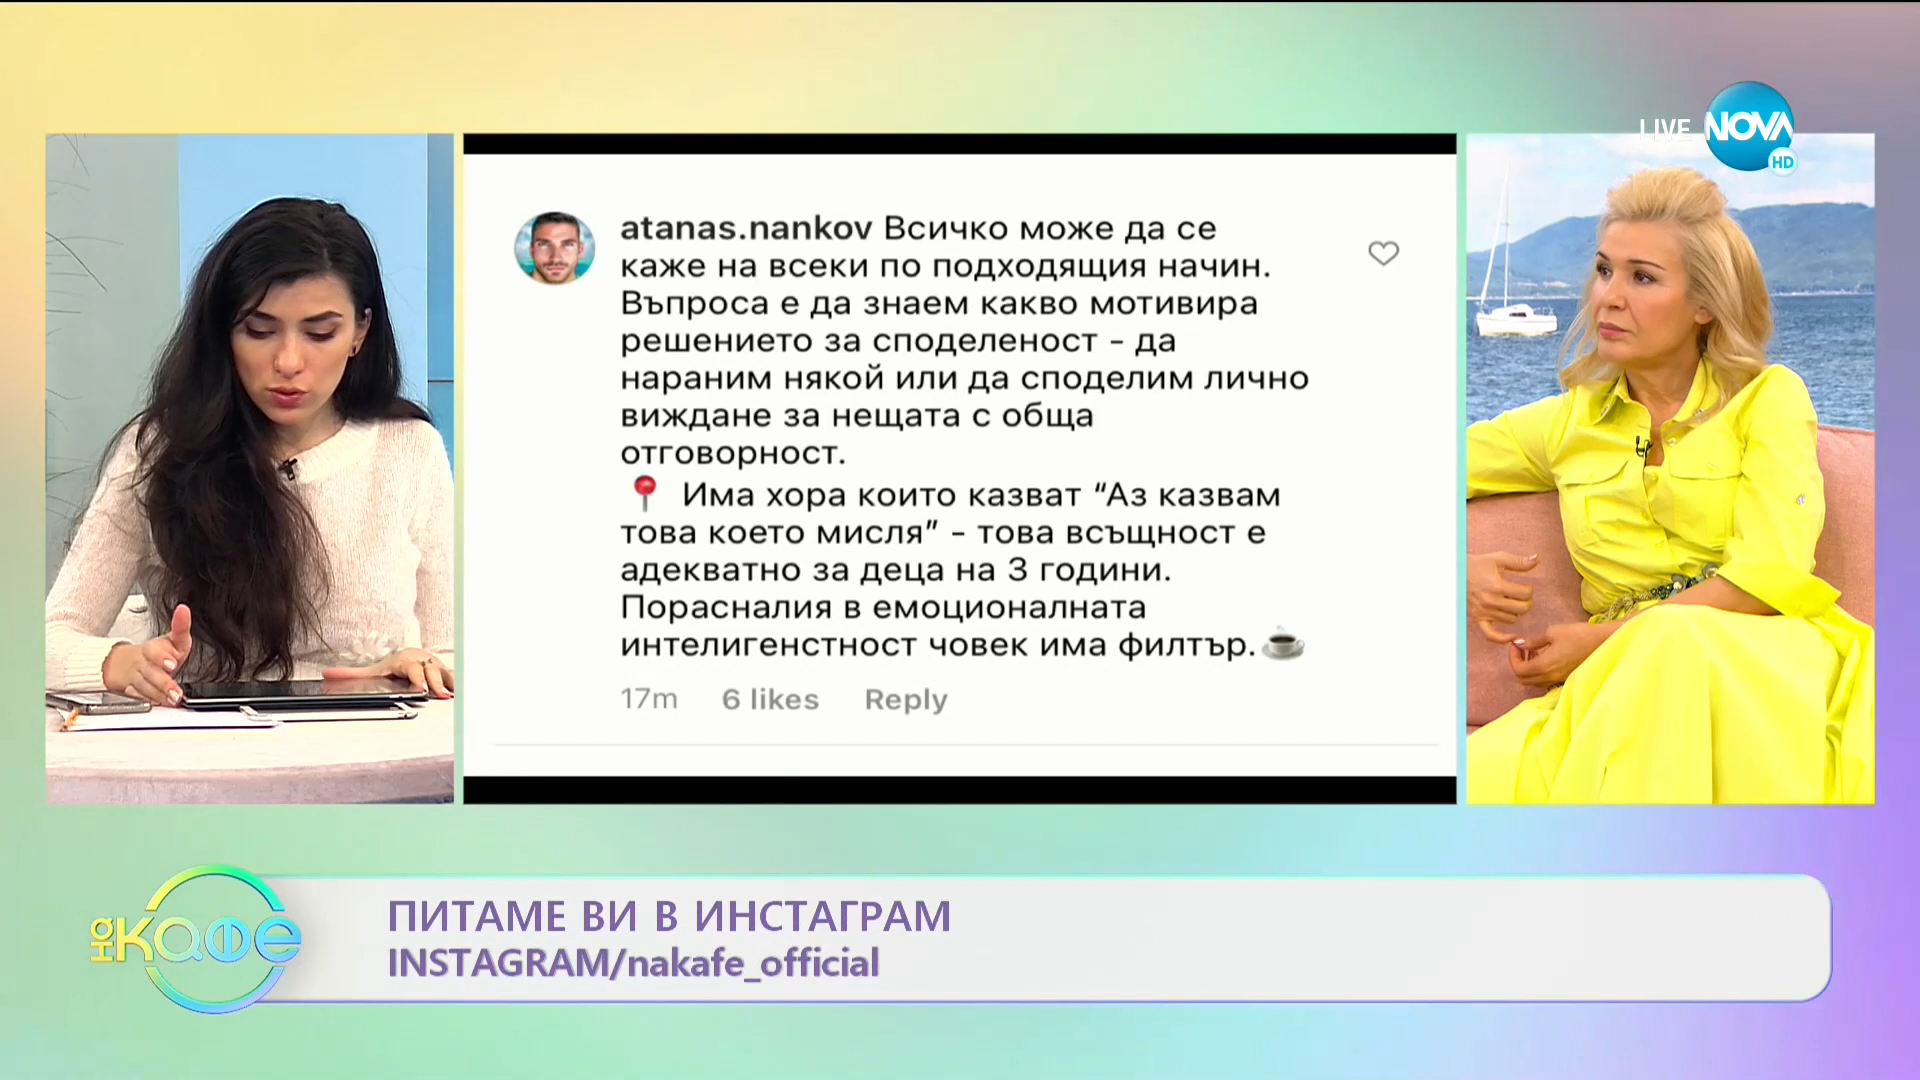 LIVE NOVA
HD
atanas.nankov Всичко може да се
каже на всеки по подходящия начин.
Въпроса е да знаем какво мотивира
решението за споделеност - да
нараним някой или да споделим лично
виждане за нещата с обща
отговорност.
📍 Има хора които казват “Аз казвам
това което мисля” - това всъщност е
адекватно за деца на 3 години.
Порасналия в емоционалната
интелигенстност човек има филтър.☕
17m 6 likes Reply
на кафе
ПИТАМЕ ВИ В ИНСТАГРАМ
INSTAGRAM/nakafe_official